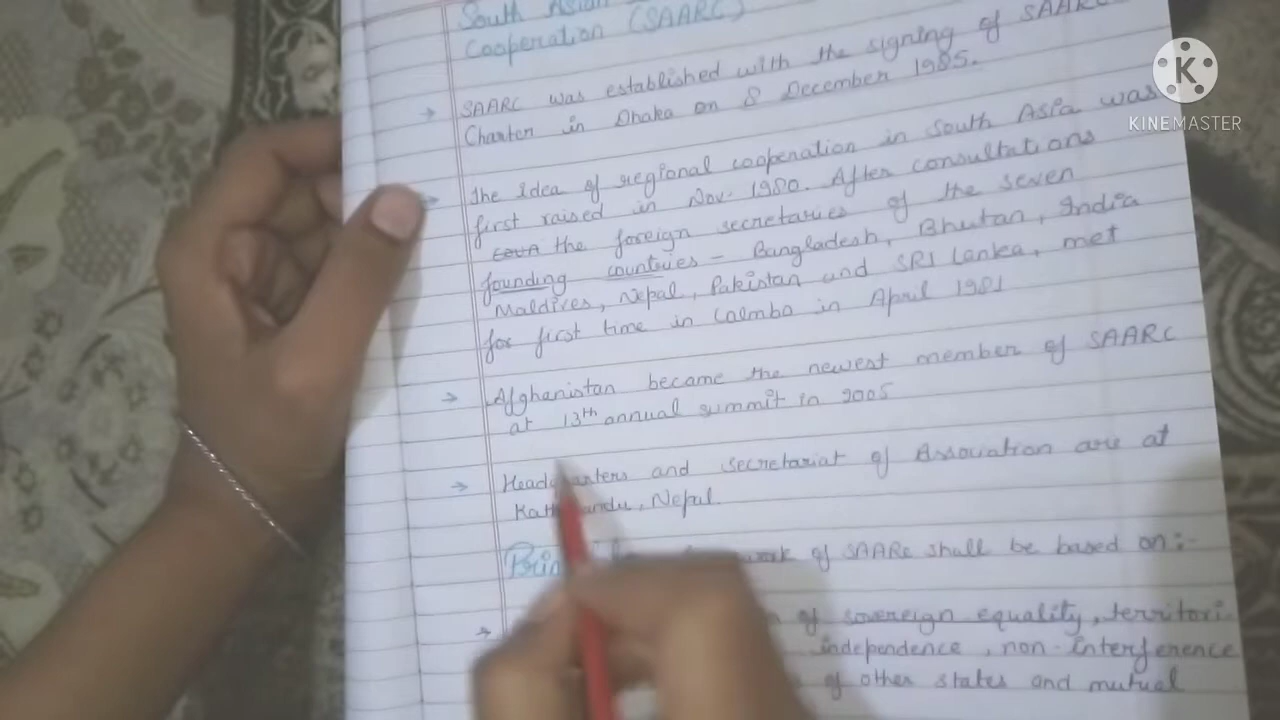 South Asian
Cooperation (SAARC)
SAARC was established with the signing of SAARC
Charter in Dhaka on 8 December 1985.
The idea of regional cooperation in South Asia was
first raised in Nov. 1980. After consultations
the foreign secretaries of the seven
founding countries - Bangladesh, Bhutan, India
Maldives, Nepal, Pakistan and SRI Lanka, met
for first time in Colmbo in April 1981
Afghanistan became the newest member of SAARC
at 13th annual summit in 2005
Headquarters and secretariat of Association are at
Kathmandu, Nepal.
of SAARC shall be based on:-
of sovereign equality, territori-
independence, non-Interference
of other states and mutual
K
KINEMASTER